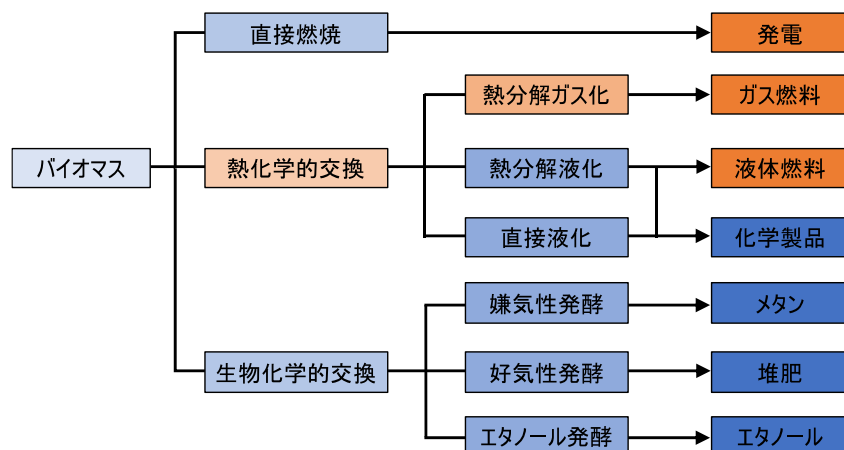 直接燃焼
発電
熱分解ガス化
ガス燃料
バイオマス
熱化学的交換
熱分解液化
液体燃料
直接液化
化学製品
嫌気性発酵
メタン
生物化学的交換
好気性発酵
堆肥
エタノール発酵
エタノール